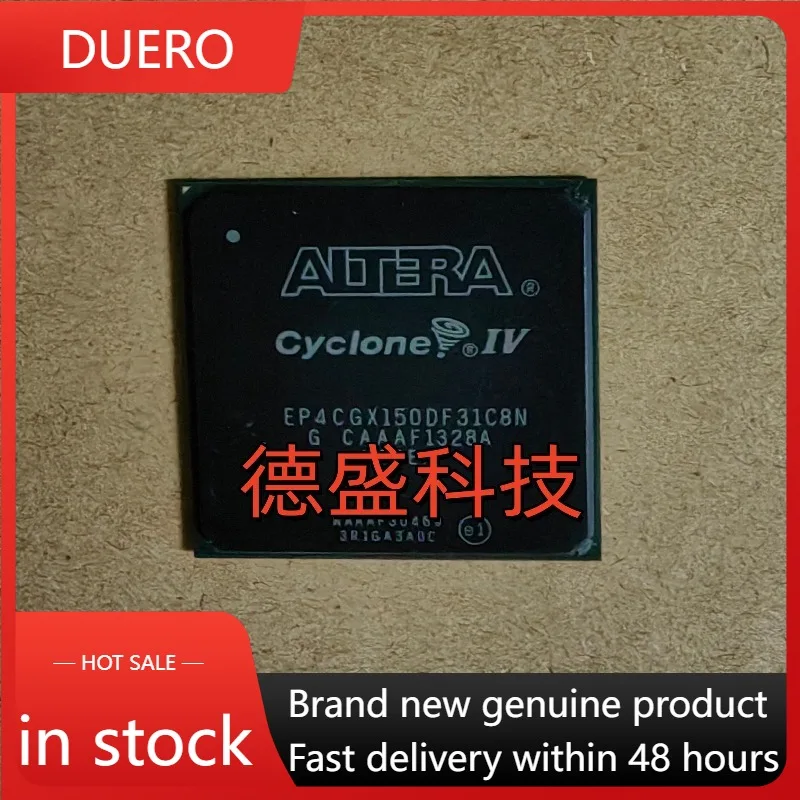 DUERO
ALTERA®
Cyclone® IV
EP4CGX150DF31C8N
G CAAAF1328A
德盛科技
3R1GA3A0C
e1
HOT SALE
in stock
Brand new genuine product
Fast delivery within 48 hours